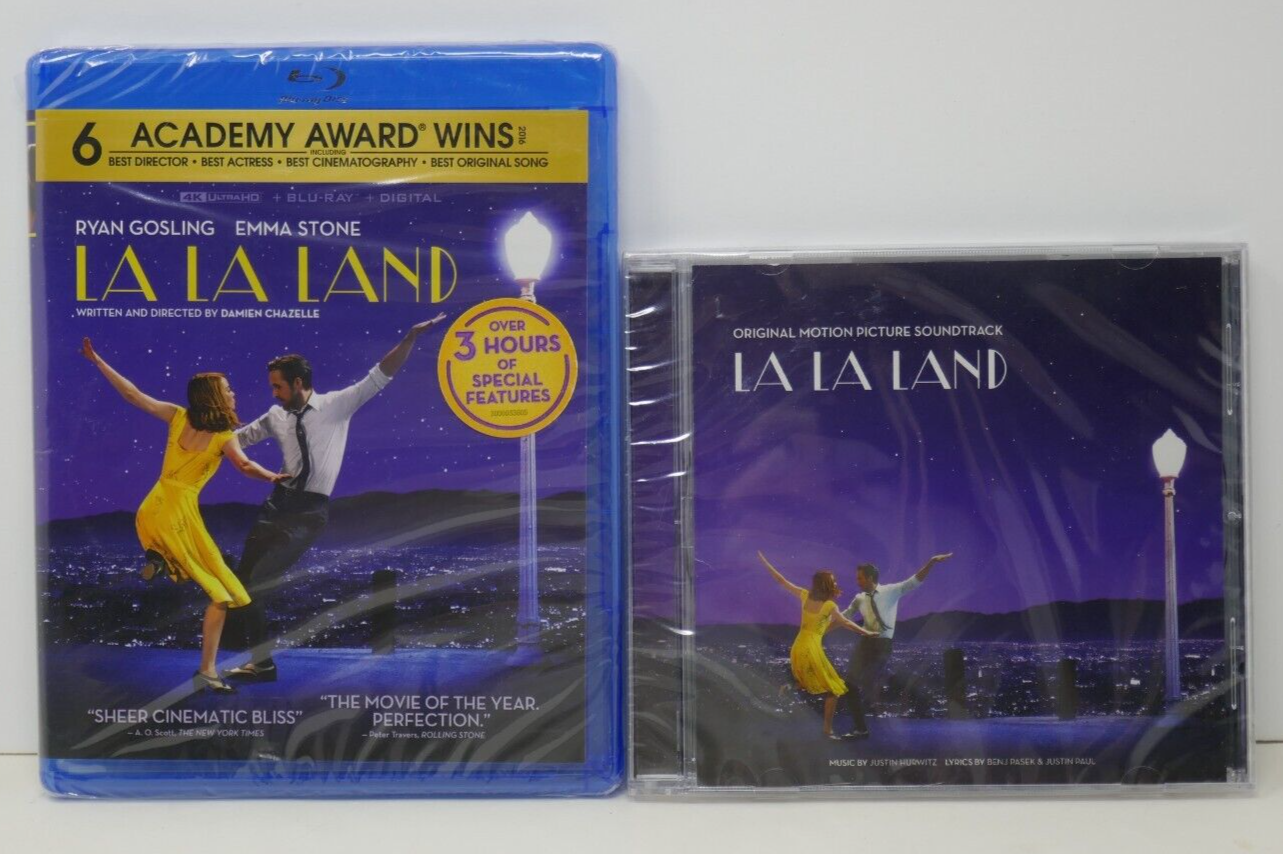 Blu-ray Disc
6 ACADEMY AWARD® WINS 2016
INCLUDING
BEST DIRECTOR • BEST ACTRESS • BEST CINEMATOGRAPHY • BEST ORIGINAL SONG
4K ULTRA HD + BLU-RAY + DIGITAL
RYAN GOSLING EMMA STONE
LA LA LAND
WRITTEN AND DIRECTED BY DAMIEN CHAZELLE
OVER
3 HOURS
OF
SPECIAL
FEATURES
"SHEER CINEMATIC BLISS"
– A. O. Scott, THE NEW YORK TIMES
"THE MOVIE OF THE YEAR.
PERFECTION."
– Peter Travers, ROLLING STONE
ORIGINAL MOTION PICTURE SOUNDTRACK
LA LA LAND
MUSIC BY JUSTIN HURWITZ LYRICS BY BENJ PASEK & JUSTIN PAUL